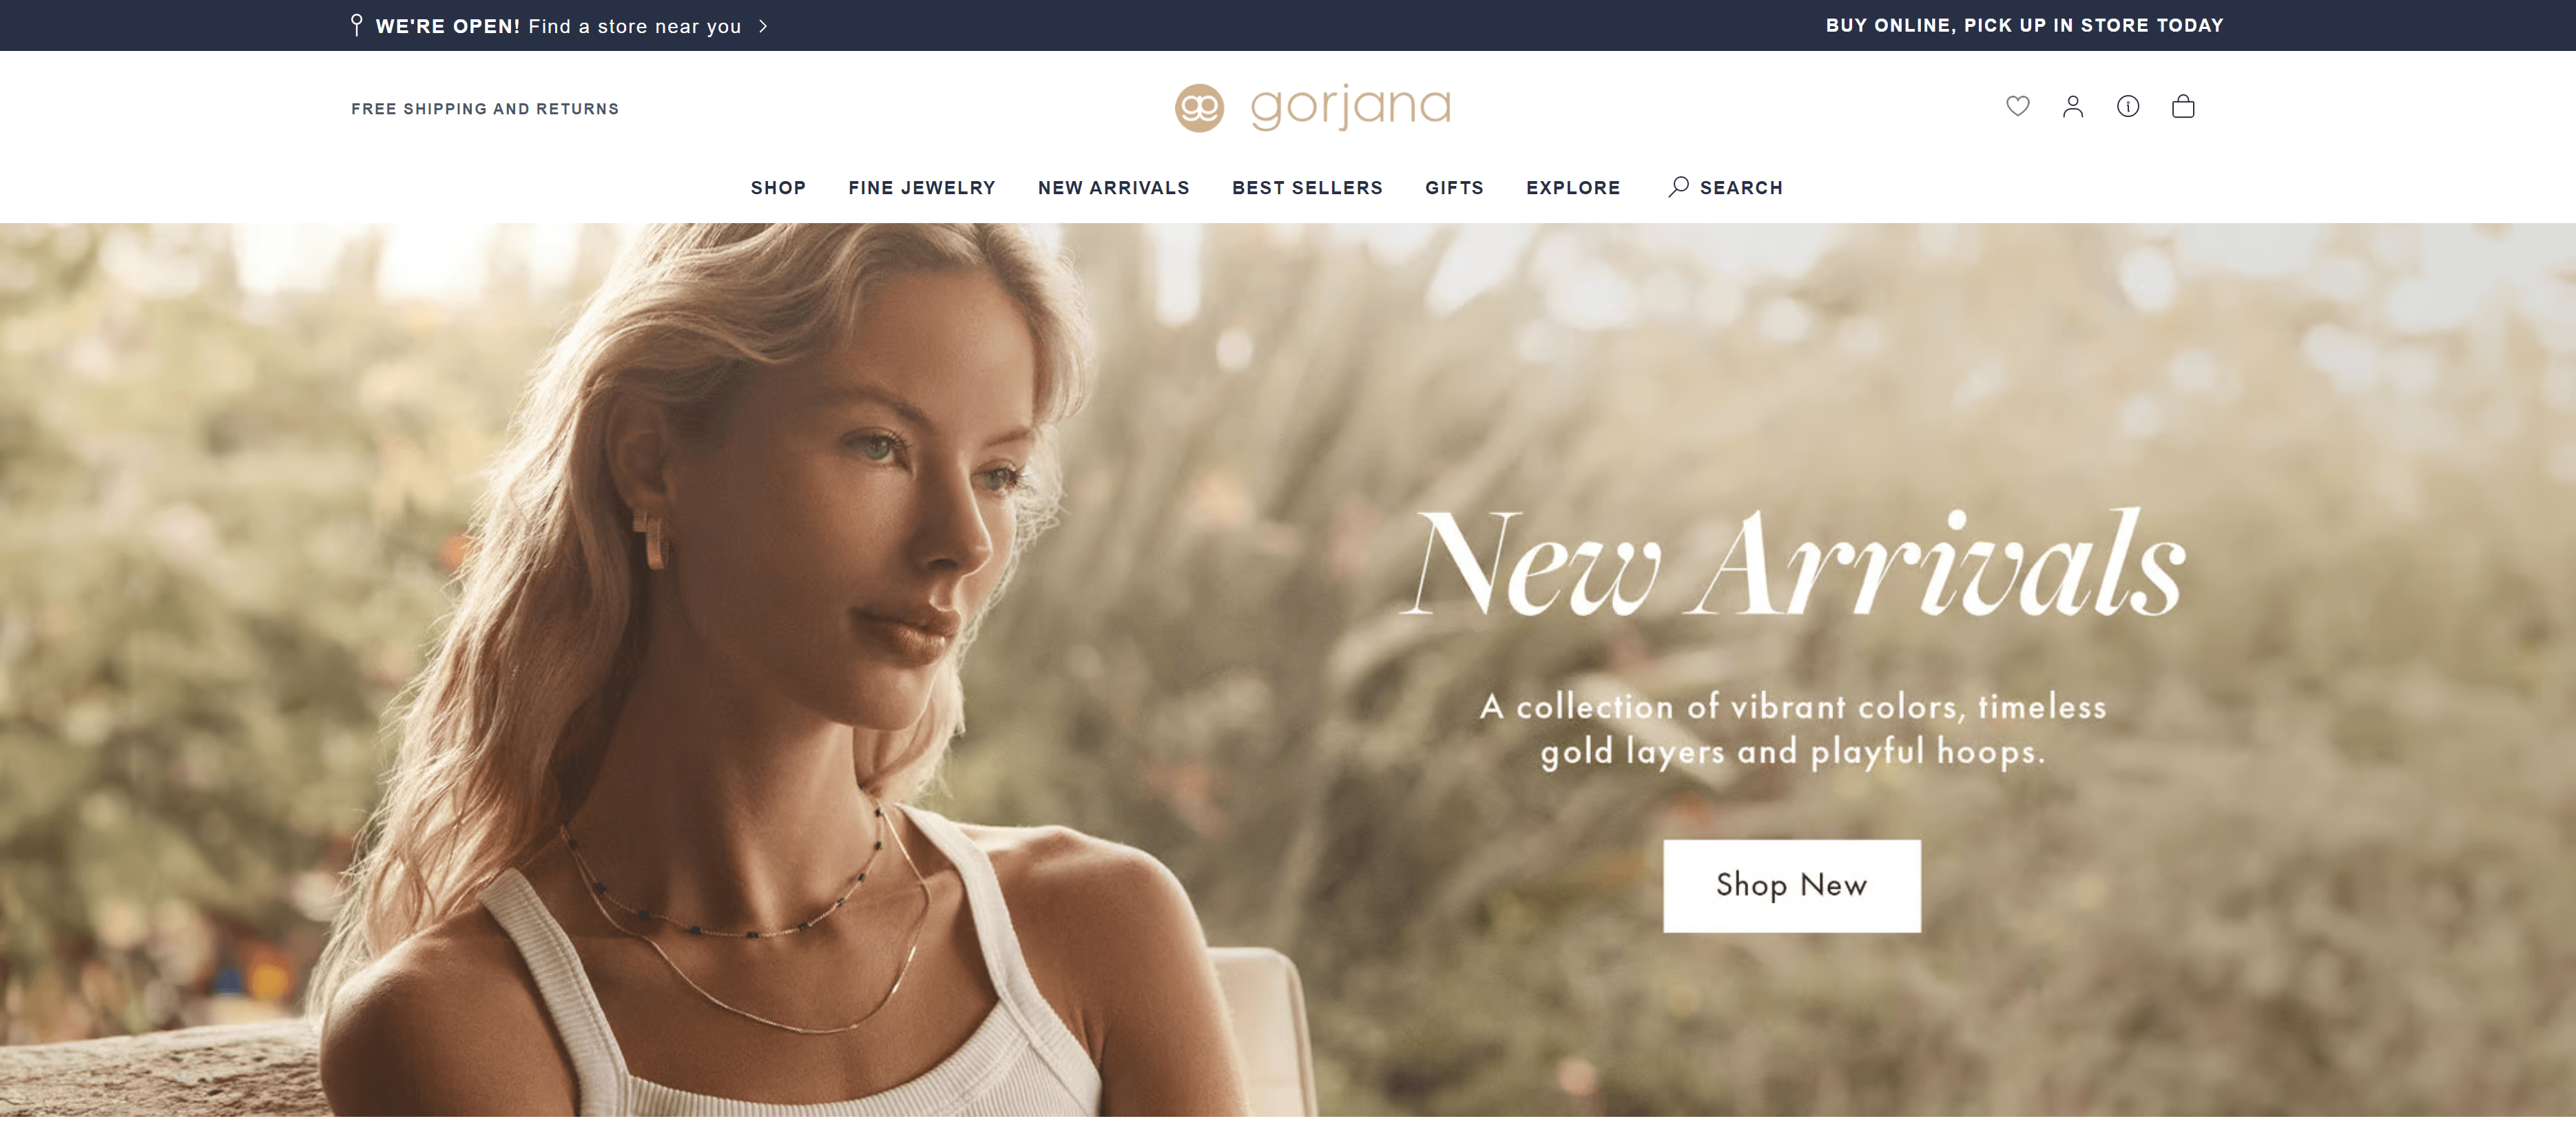 WE'RE OPEN! Find a store near you
BUY ONLINE, PICK UP IN STORE TODAY
FREE SHIPPING AND RETURNS
gorjana
SHOP FINE JEWELRY NEW ARRIVALS BEST SELLERS GIFTS EXPLORE SEARCH
New Arrivals
A collection of vibrant colors, timeless
gold layers and playful hoops.
Shop New